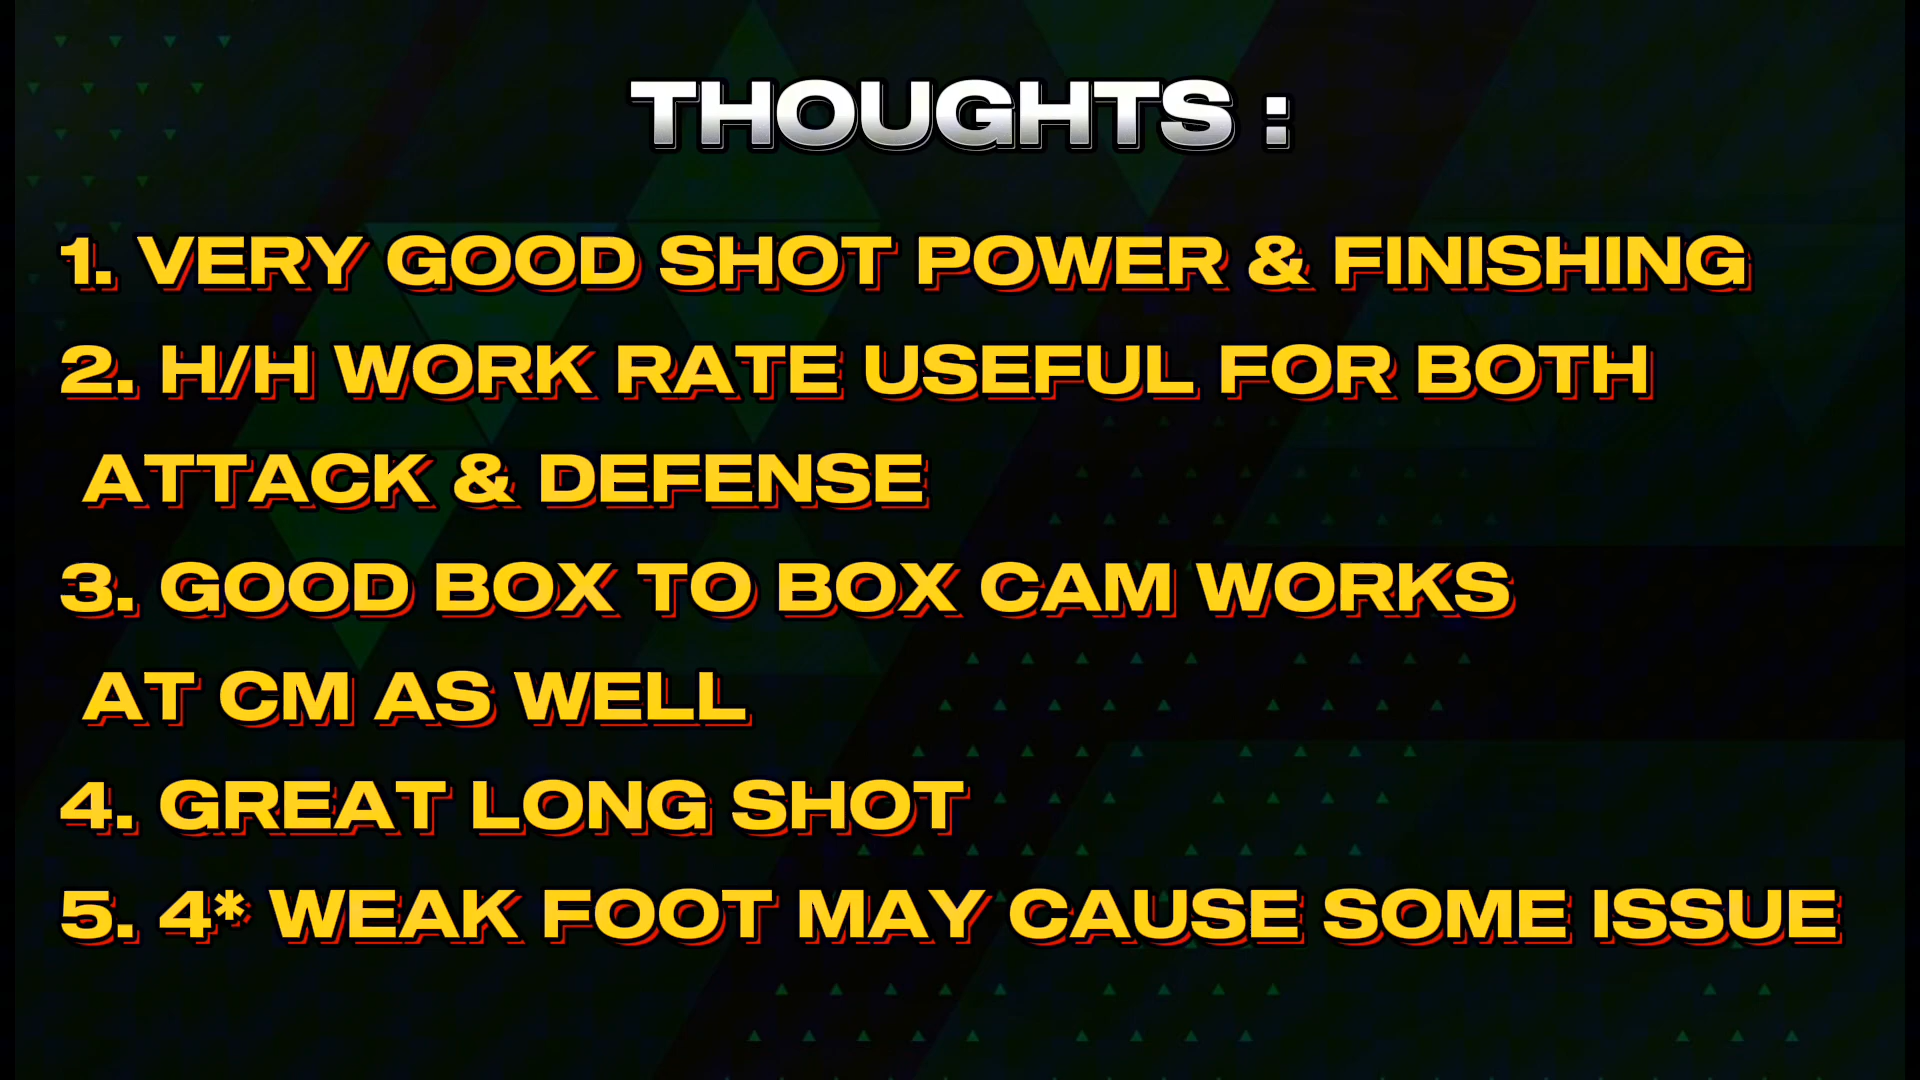 THOUGHTS :
1. VERY GOOD SHOT POWER & FINISHING
2. H/H WORK RATE USEFUL FOR BOTH
ATTACK & DEFENSE
3. GOOD BOX TO BOX CAM WORKS
AT CM AS WELL
4. GREAT LONG SHOT
5. 4* WEAK FOOT MAY CAUSE SOME ISSUE